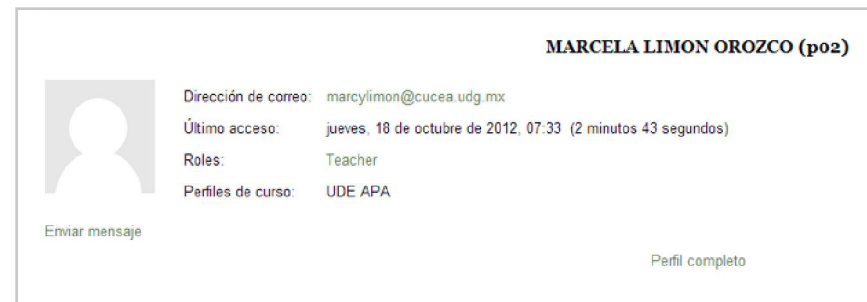 MARCELA LIMON OROZCO (p02)
Dirección de correo: marcylimon@cucea.udg.mx
Último acceso: jueves, 18 de octubre de 2012, 07:33 (2 minutos 43 segundos)
Roles: Teacher
Perfiles de curso: UDE APA
Enviar mensaje
Perfil completo